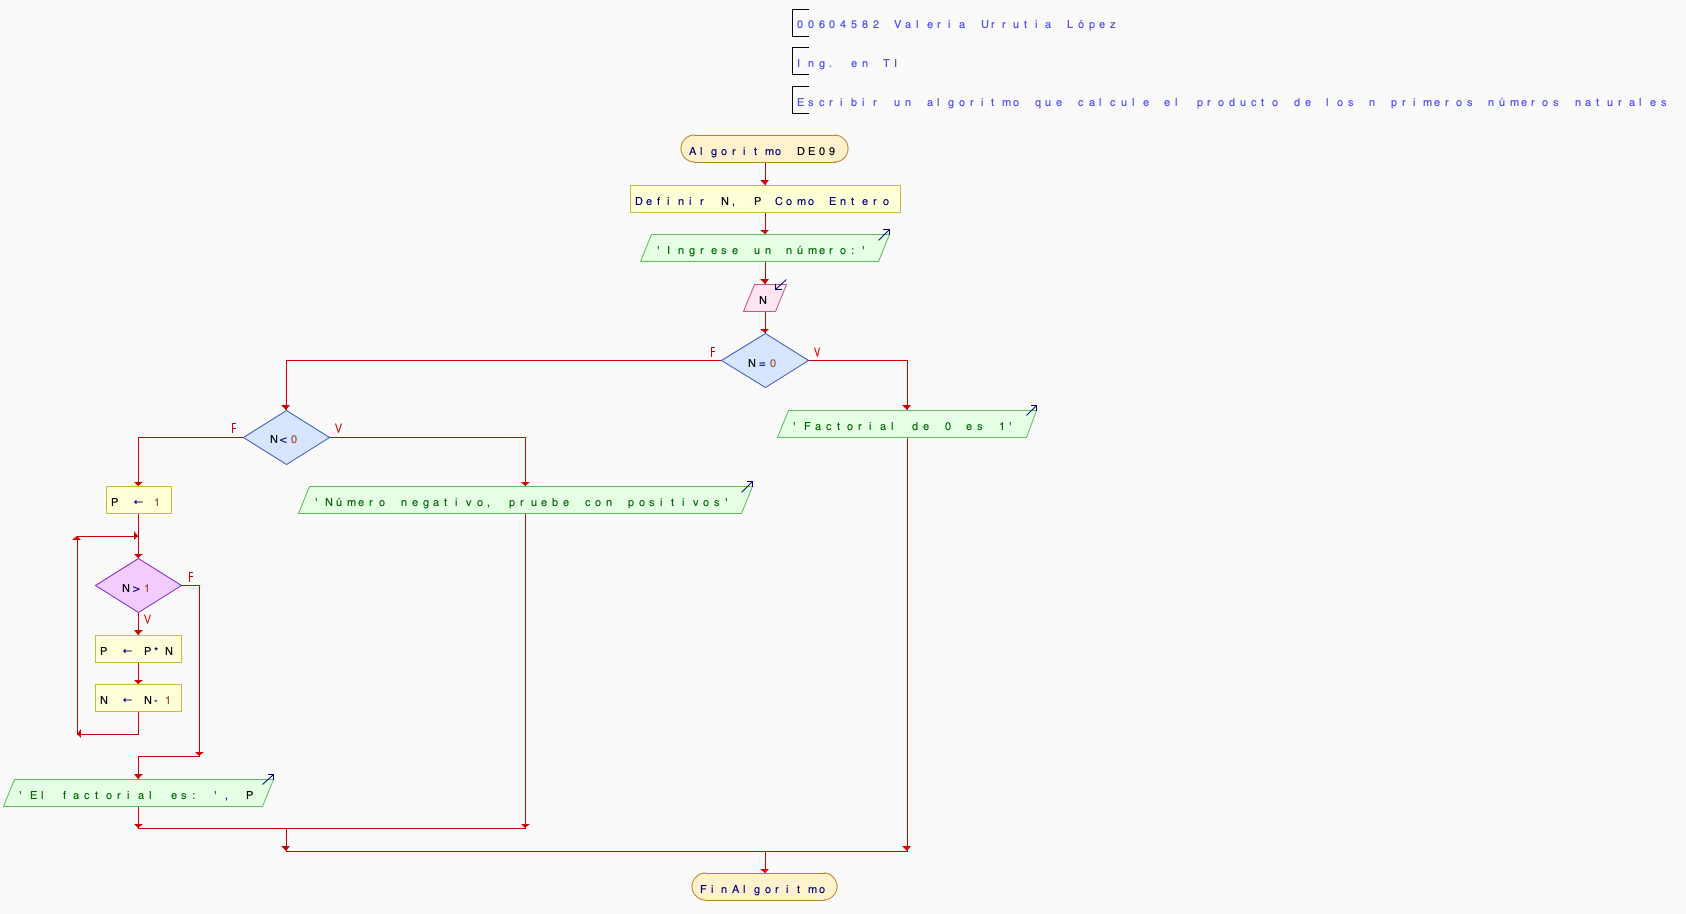 00604582 Valeria Urrutia López
Ing. en TI
Escribir un algoritmo que calcule el producto de los n primeros números naturales
Algoritmo DE09
Definir N, P Como Entero
'Ingrese un número:'
N
F
V
N=0
'Factorial de 0 es 1'
F
V
N<0
P ← 1
'Número negativo, pruebe con positivos'
F
N>1
V
P ← P*N
N ← N-1
'El factorial es: ', P
FinAlgoritmo